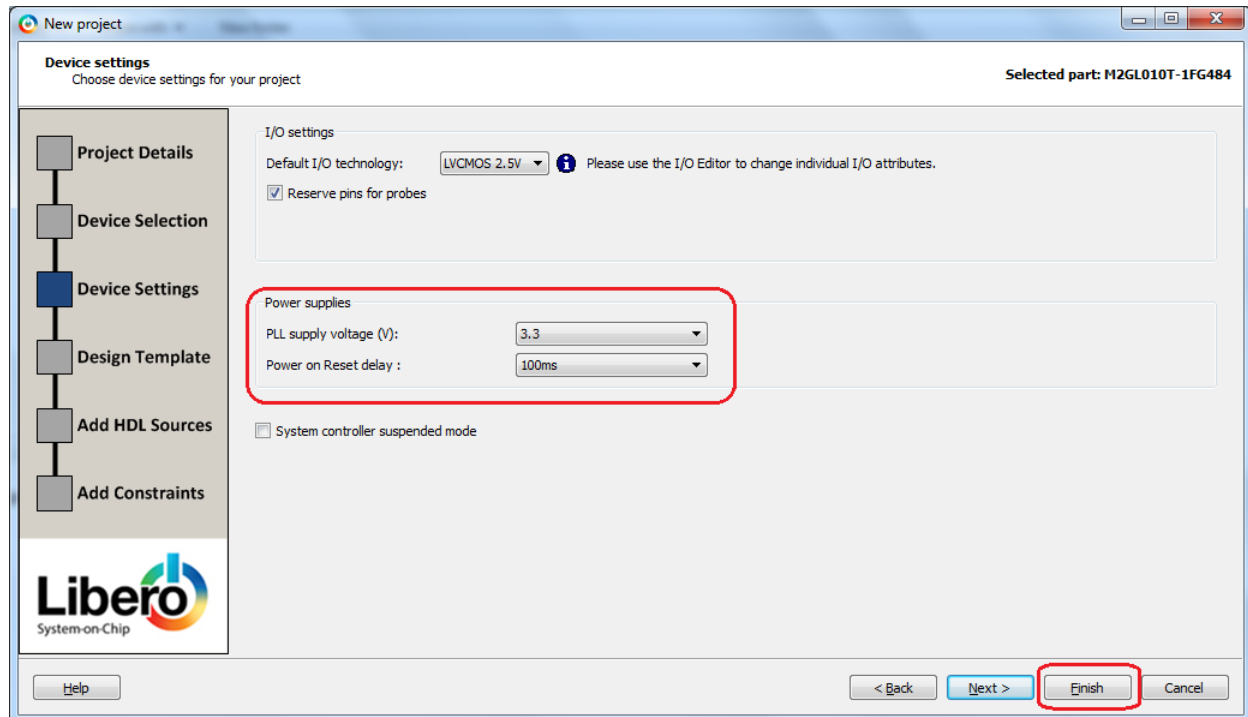 New project
Device settings
Choose device settings for your project
Selected part: M2GL010T-1FG484
Project Details
Device Selection
Device Settings
Design Template
Add HDL Sources
Add Constraints
Libero
System-on-Chip
I/O settings
Default I/O technology: LVCMOS 2.5V Please use the I/O Editor to change individual I/O attributes.
Reserve pins for probes
Power supplies
PLL supply voltage (V): 3.3
Power on Reset delay : 100ms
System controller suspended mode
Help < Back Next > Finish Cancel